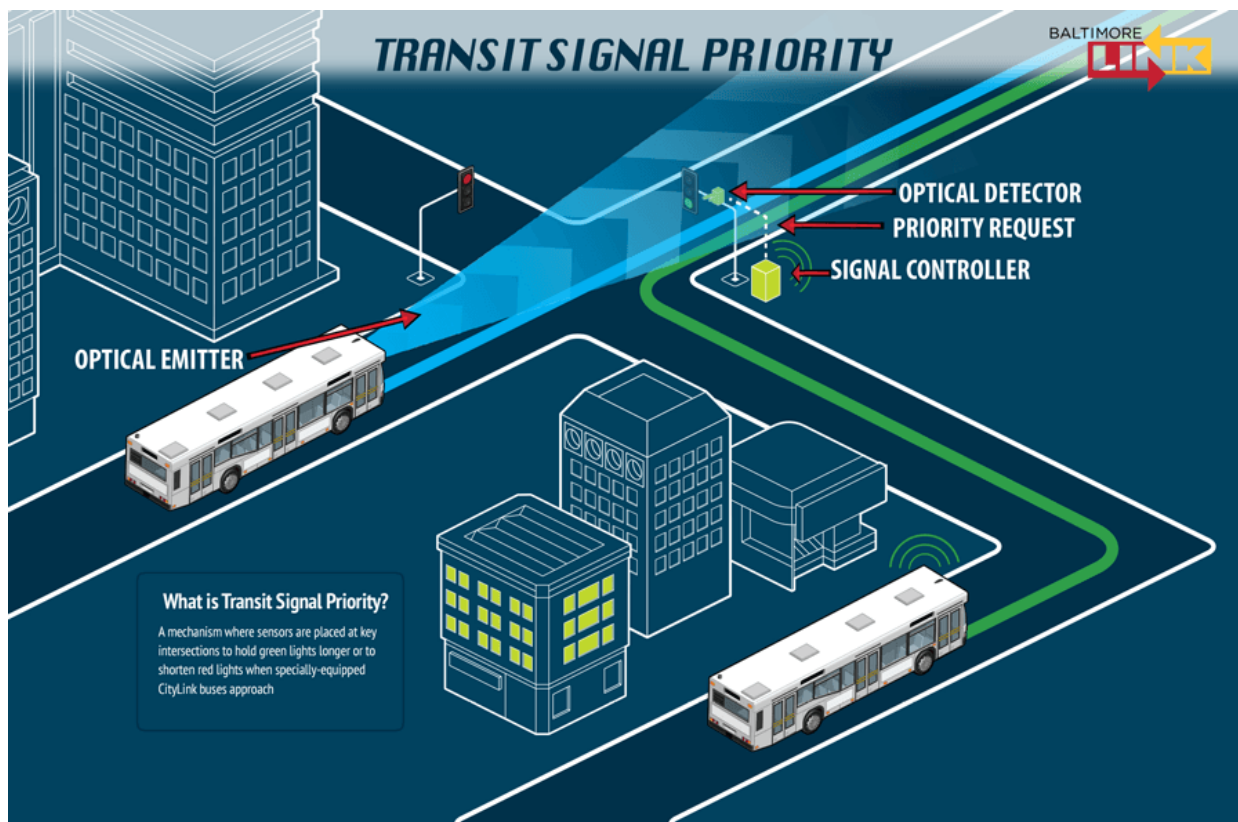 TRANSIT SIGNAL PRIORITY
BALTIMORE
LINK
OPTICAL DETECTOR
PRIORITY REQUEST
SIGNAL CONTROLLER
OPTICAL EMITTER
What is Transit Signal Priority?
A mechanism where sensors are placed at key
intersections to hold green lights longer or to
shorten red lights when specially-equipped
CityLink buses approach